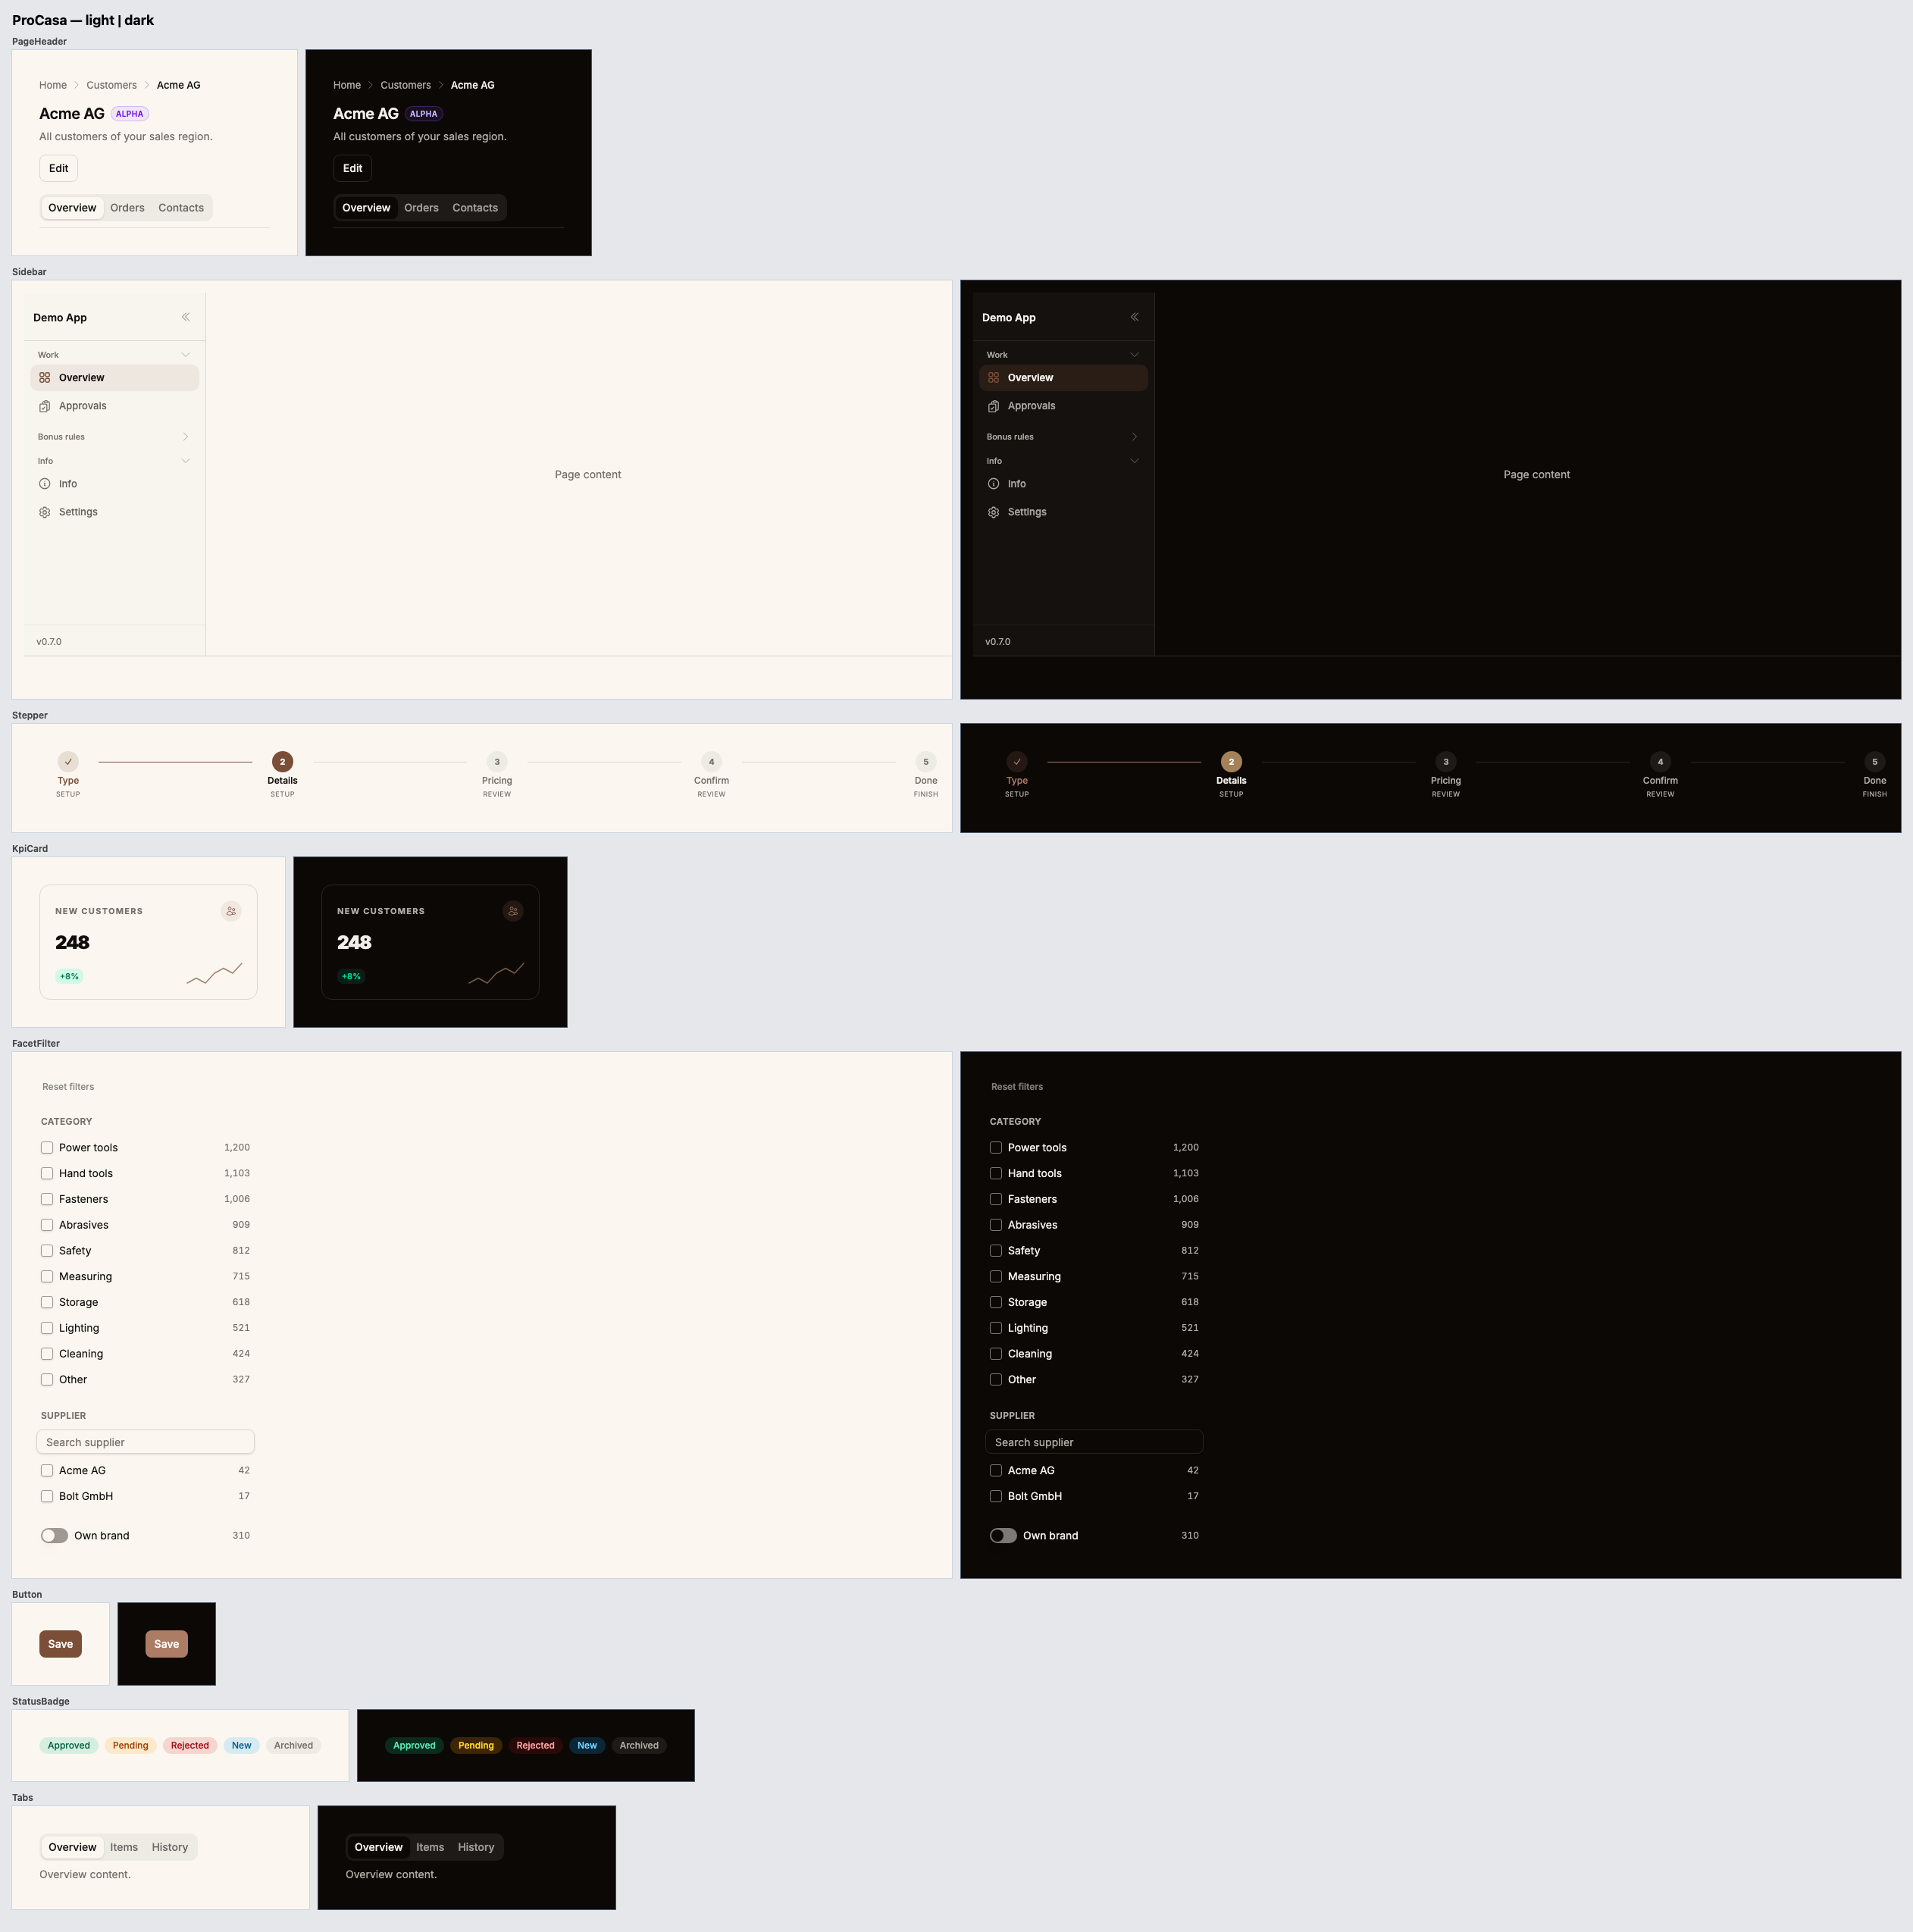 ProCasa — light | dark
PageHeader
Home > Customers > Acme AG
Acme AG ALPHA
All customers of your sales region.
Edit
Overview Orders Contacts
Home > Customers > Acme AG
Acme AG ALPHA
All customers of your sales region.
Edit
Overview Orders Contacts
Sidebar
Demo App
Work
Overview
Approvals
Bonus rules
Info
Info
Settings
v0.7.0
Page content
Demo App
Work
Overview
Approvals
Bonus rules
Info
Info
Settings
v0.7.0
Page content
Stepper
2 3 4 5
Type Details Pricing Confirm Done
SETUP SETUP REVIEW REVIEW FINISH
2 3 4 5
Type Details Pricing Confirm Done
SETUP SETUP REVIEW REVIEW FINISH
KpiCard
NEW CUSTOMERS
248
+8%
NEW CUSTOMERS
248
+8%
FacetFilter
Reset filters
CATEGORY
Power tools 1,200
Hand tools 1,103
Fasteners 1,006
Abrasives 909
Safety 812
Measuring 715
Storage 618
Lighting 521
Cleaning 424
Other 327
SUPPLIER
Search supplier
Acme AG 42
Bolt GmbH 17
Own brand 310
Reset filters
CATEGORY
Power tools 1,200
Hand tools 1,103
Fasteners 1,006
Abrasives 909
Safety 812
Measuring 715
Storage 618
Lighting 521
Cleaning 424
Other 327
SUPPLIER
Search supplier
Acme AG 42
Bolt GmbH 17
Own brand 310
Button
Save
Save
StatusBadge
Approved Pending Rejected New Archived
Approved Pending Rejected New Archived
Tabs
Overview Items History
Overview content.
Overview Items History
Overview content.